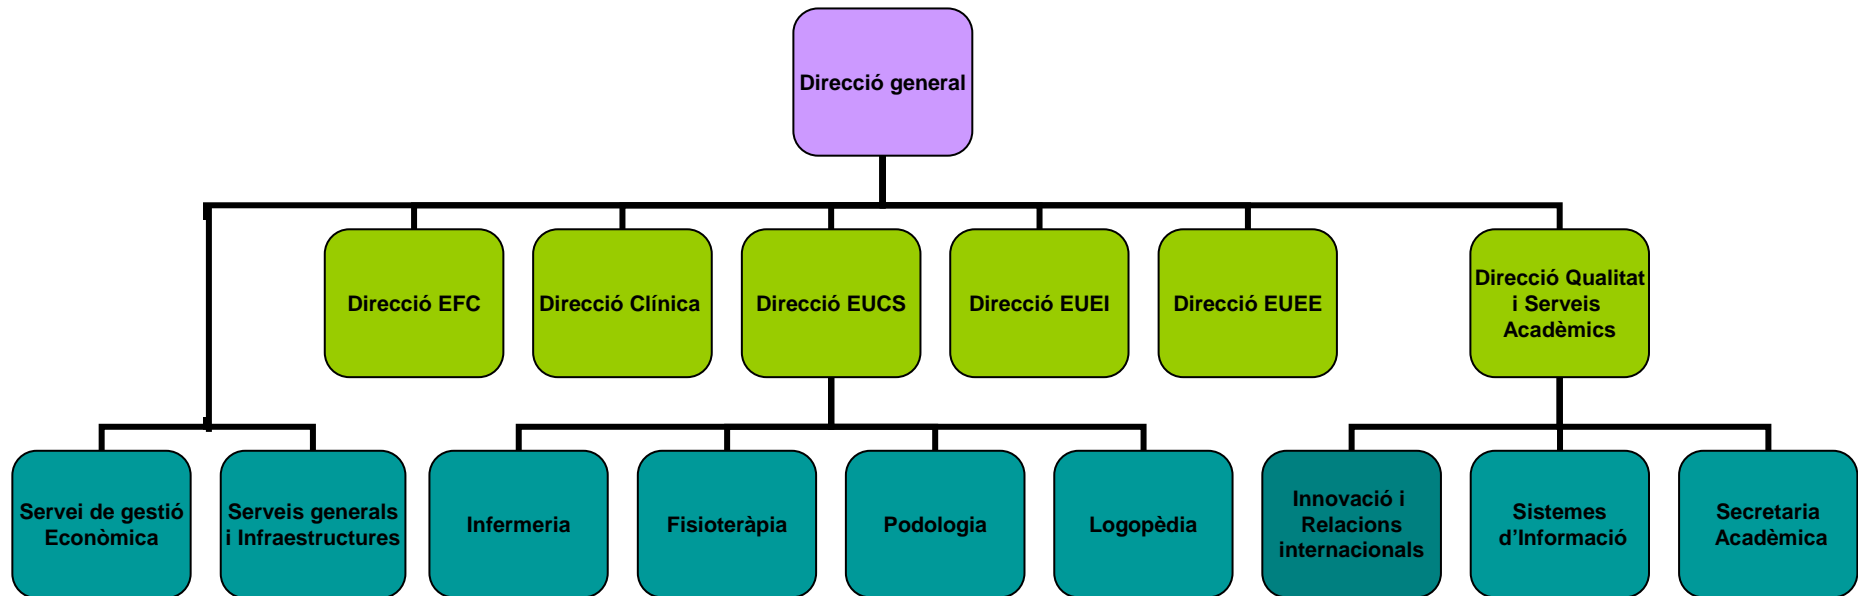 Direcció general
Direcció EFC
Direcció Clínica
Direcció EUCS
Direcció EUEI
Direcció EUEE
Direcció Qualitat
i Serveis
Acadèmics
Servei de gestió
Econòmica
Serveis generals
i Infraestructures
Infermeria
Fisioteràpia
Podologia
Logopèdia
Innovació i
Relacions
internacionals
Sistemes
d’Informació
Secretaria
Acadèmica